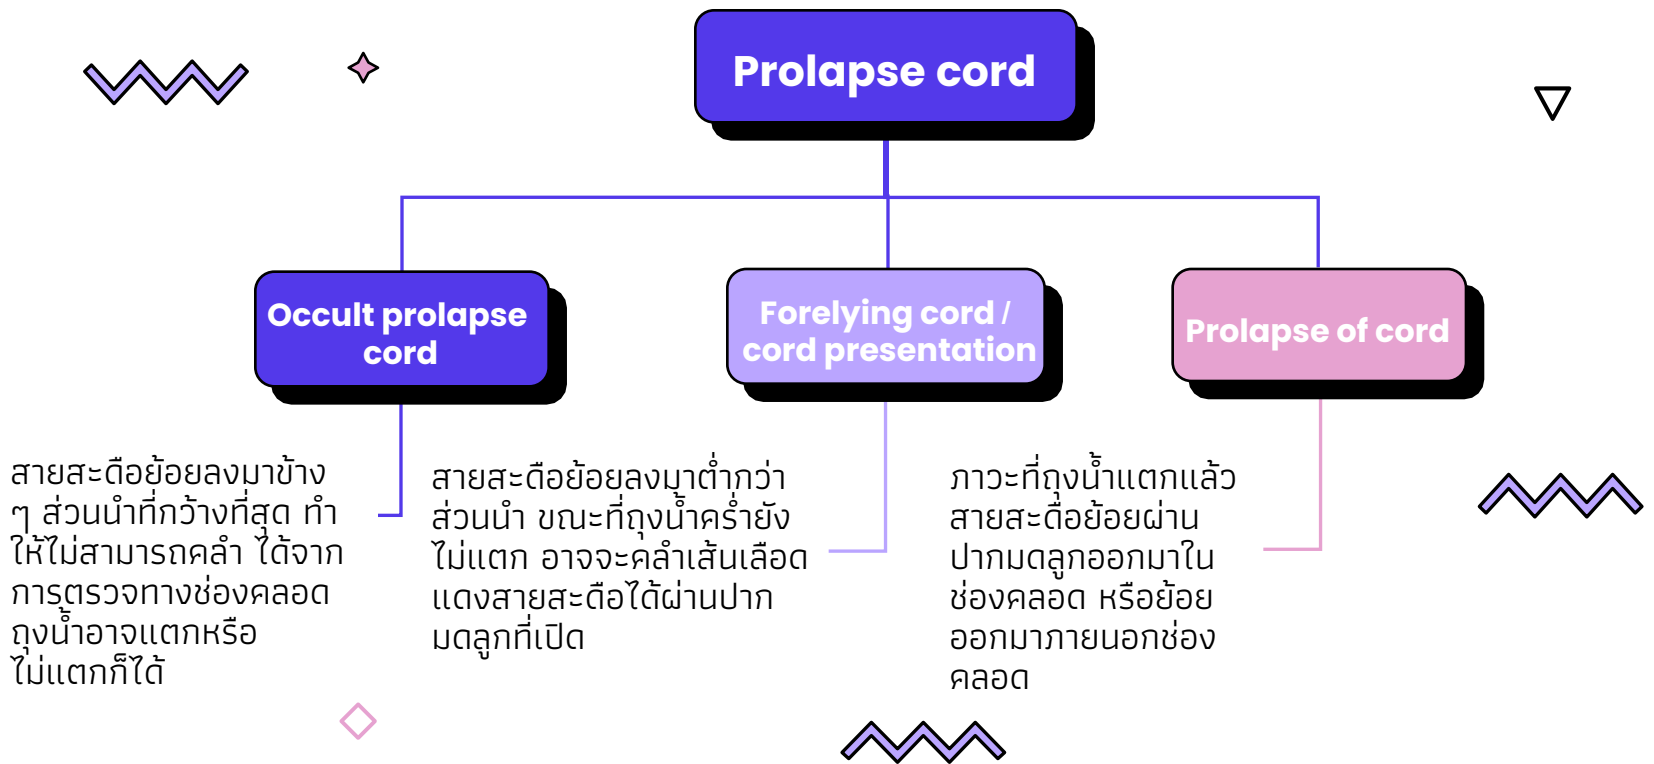 Prolapse cord
Occult prolapse
cord
Forelying cord /
cord presentation
Prolapse of cord
สายสะดือย้อยลงมาข้าง
ๆ ส่วนนำที่กว้างที่สุด ทำ
ให้ไม่สามารถคลำ ได้จาก
การตรวจทางช่องคลอด
ถุงน้ำอาจแตกหรือ
ไม่แตกก็ได้
สายสะดือย้อยลงมาต่ำกว่า
ส่วนนำ ขณะที่ถุงน้ำคร่ำยัง
ไม่แตก อาจจะคลำเส้นเลือด
แดงสายสะดือได้ผ่านปาก
มดลูกที่เปิด
ภาวะที่ถุงน้ำแตกแล้ว
สายสะดือย้อยผ่าน
ปากมดลูกออกมาใน
ช่องคลอด หรือย้อย
ออกมาภายนอกช่อง
คลอด